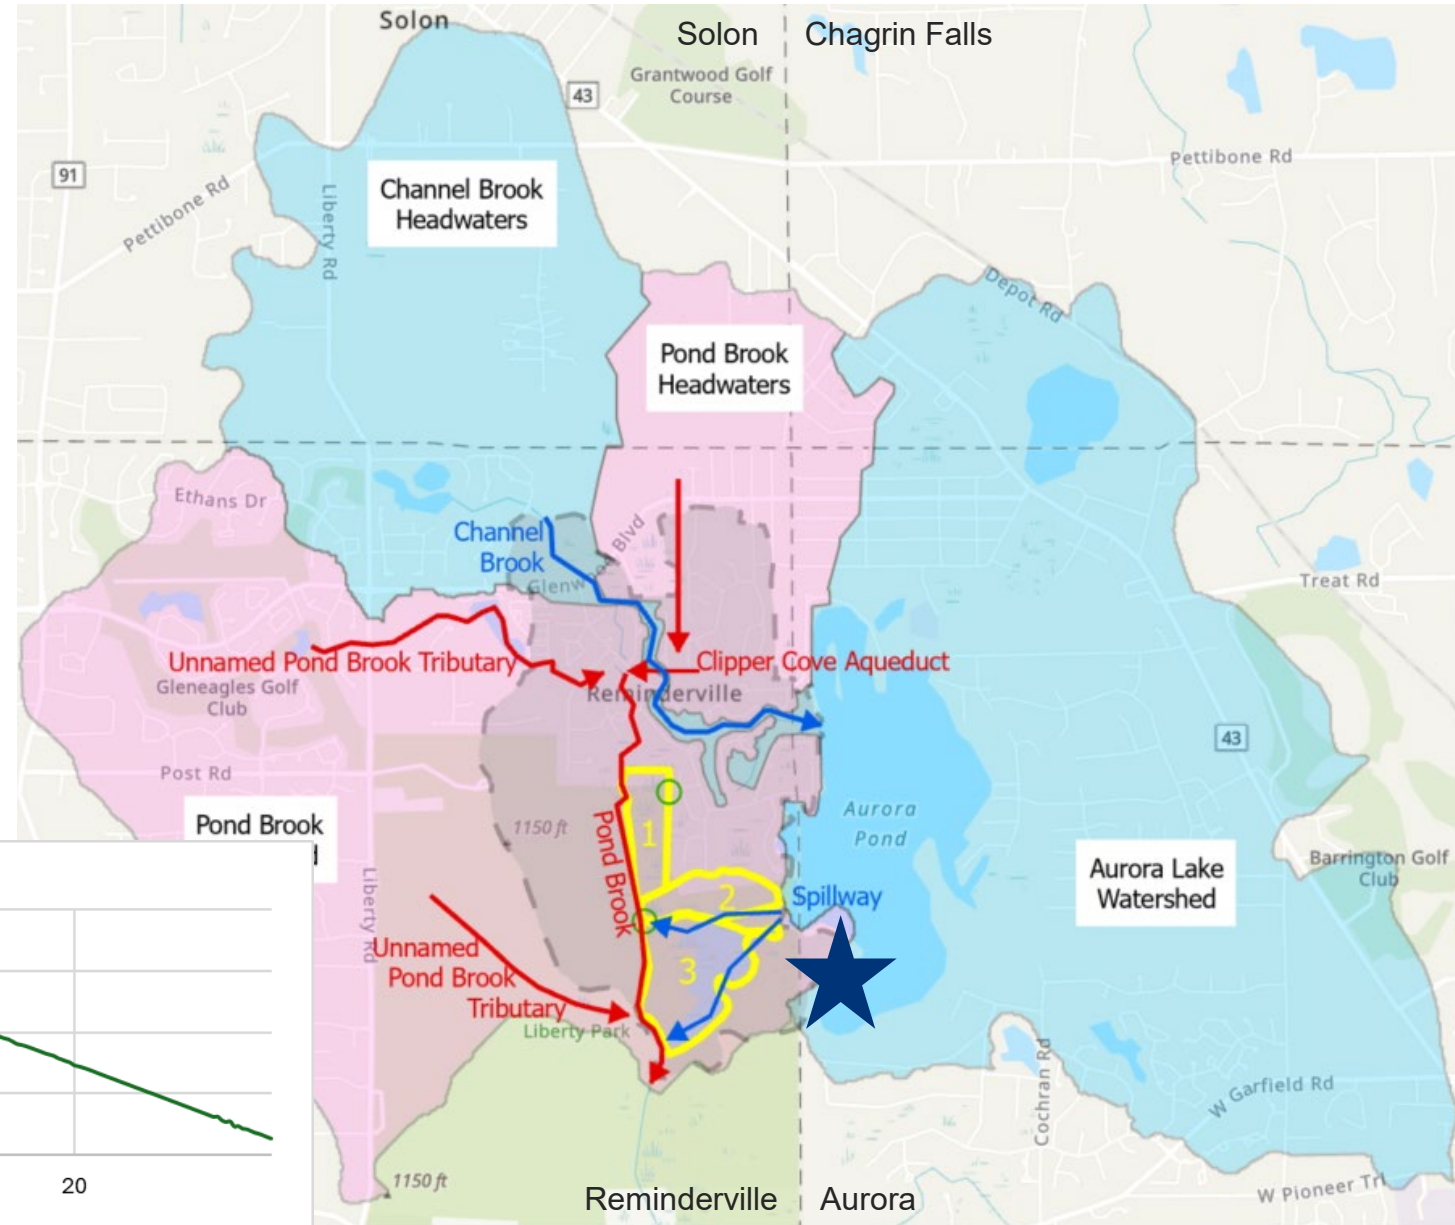 Solon
Solon
Chagrin Falls
Grantwood Golf
Course
43
91
Pettibone Rd
Pettibone Rd
Liberty Rd
Channel Brook
Headwaters
Depot Rd
Pond Brook
Headwaters
Ethans Dr
Channel
Brook
Glenwood Blvd
Treat Rd
Unnamed Pond Brook Tributary
Clipper Cove Aqueduct
Gleneagles Golf
Club
Reminderville
43
Post Rd
Pond Brook
1150 ft
1
Pond Brook
Aurora
Pond
Barrington Golf
Club
Aurora Lake
Watershed
2
Spillway
Liberty Rd
Unnamed
Pond Brook
Tributary
3
Liberty Park
Cochran Rd
W Garfield Rd
20
1150 ft
Reminderville
Aurora
W Pioneer Trl